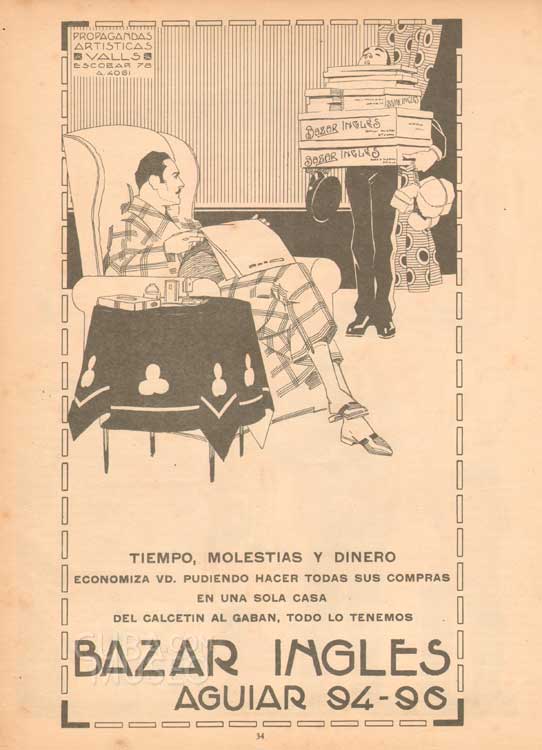 PROPAGANDAS
ARTISTICAS
VALLS
ESCOBAR 78
A. 4061
BAZAR INGLES
BAZAR INGLES
BAZAR INGLES
TIEMPO, MOLESTIAS Y DINERO
ECONOMIZA VD. PUDIENDO HACER TODAS SUS COMPRAS
EN UNA SOLA CASA
DEL CALCETIN AL GABAN, TODO LO TENEMOS
BAZAR INGLES
AGUIAR 94-96
34